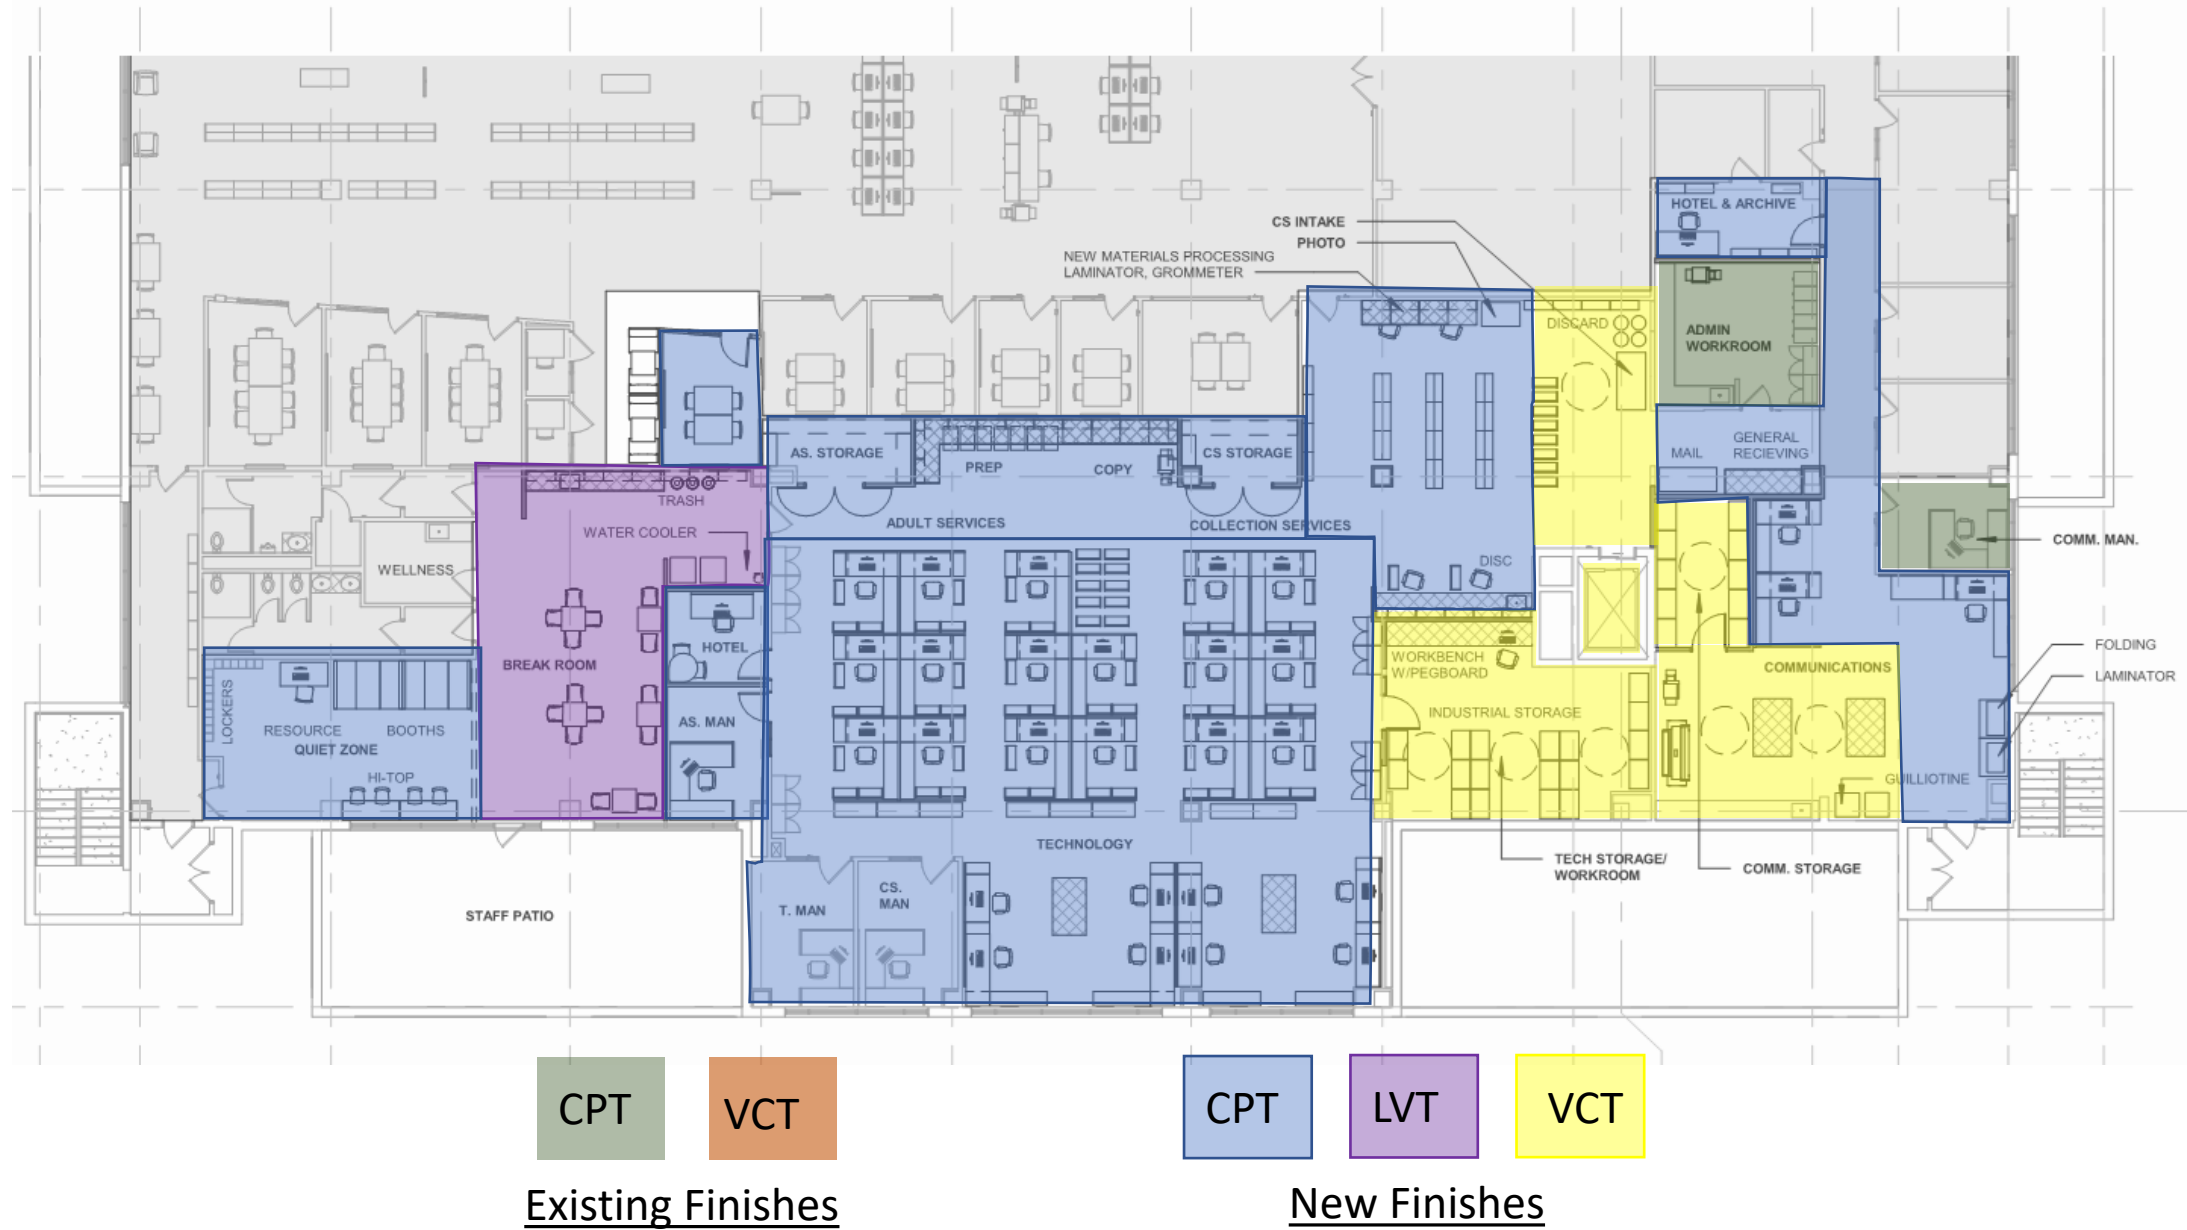 HOTEL & ARCHIVE
CS INTAKE
PHOTO
NEW MATERIALS PROCESSING
LAMINATOR, GROMMETER
DISCARD
ADMIN
WORKROOM
AS. STORAGE
PREP
COPY
CS STORAGE
MAIL
GENERAL
RECIEVING
TRASH
WATER COOLER
ADULT SERVICES
COLLECTION SERVICES
COMM. MAN.
WELLNESS
DISC
HOTEL
BREAK ROOM
WORKBENCH
W/PEGBOARD
COMMUNICATIONS
FOLDING
LAMINATOR
LOCKERS
RESOURCE
BOOTHS
QUIET ZONE
AS. MAN
INDUSTRIAL STORAGE
HI-TOP
GUILLIOTINE
TECHNOLOGY
TECH STORAGE/
WORKROOM
COMM. STORAGE
STAFF PATIO
T. MAN
CS.
MAN
CPT
VCT
CPT
LVT
VCT
Existing Finishes
New Finishes